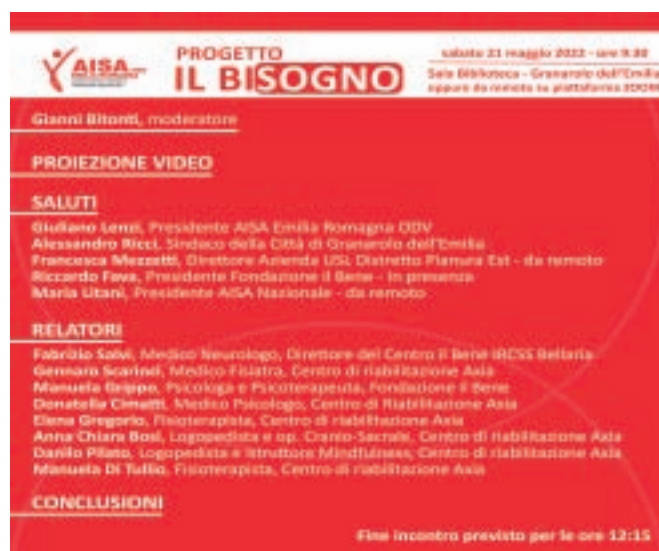 AISA
PROGETTO
IL BISOGNO
sabato 21 maggio 2022 - ore 9:30
Sala Biblioteca - Granarolo dell'Emilia
oppure da remoto su piattaforma ZOOM
Gianni Bitonti, moderatore
PROIEZIONE VIDEO
SALUTI
Giuliano Lenzi, Presidente AISA Emilia Romagna ODV
Alessandro Ricci, Sindaco della Città di Granarolo dell'Emilia
Francesca Mezzetti, Direttore Azienda USL Distretto Pianura Est - da remoto
Riccardo Fava, Presidente Fondazione il Bene - in presenza
Maria Litani, Presidente AISA Nazionale - da remoto
RELATORI
Fabrizio Salvi, Medico Neurologo, Direttore del Centro il Bene IRCSS Bellaria
Gennaro Scarinci, Medico Fisiatra, Centro di riabilitazione Axia
Manuela Grippo, Psicologa e Psicoterapeuta, Fondazione il Bene
Donatella Cimatti, Medico Psicologo, Centro di Riabilitazione Axia
Elena Gregorio, Fisioterapista, Centro di riabilitazione Axia
Anna Chiara Bosi, Logopedista e op. Cranio-Sacrale, Centro di riabilitazione Axia
Danilo Pilato, Logopedista e Istruttore Mindfulness, Centro di riabilitazione Axia
Manuela Di Tullio, Fisioterapista, Centro di riabilitazione Axia
CONCLUSIONI
Fine incontro previsto per le ore 12:15